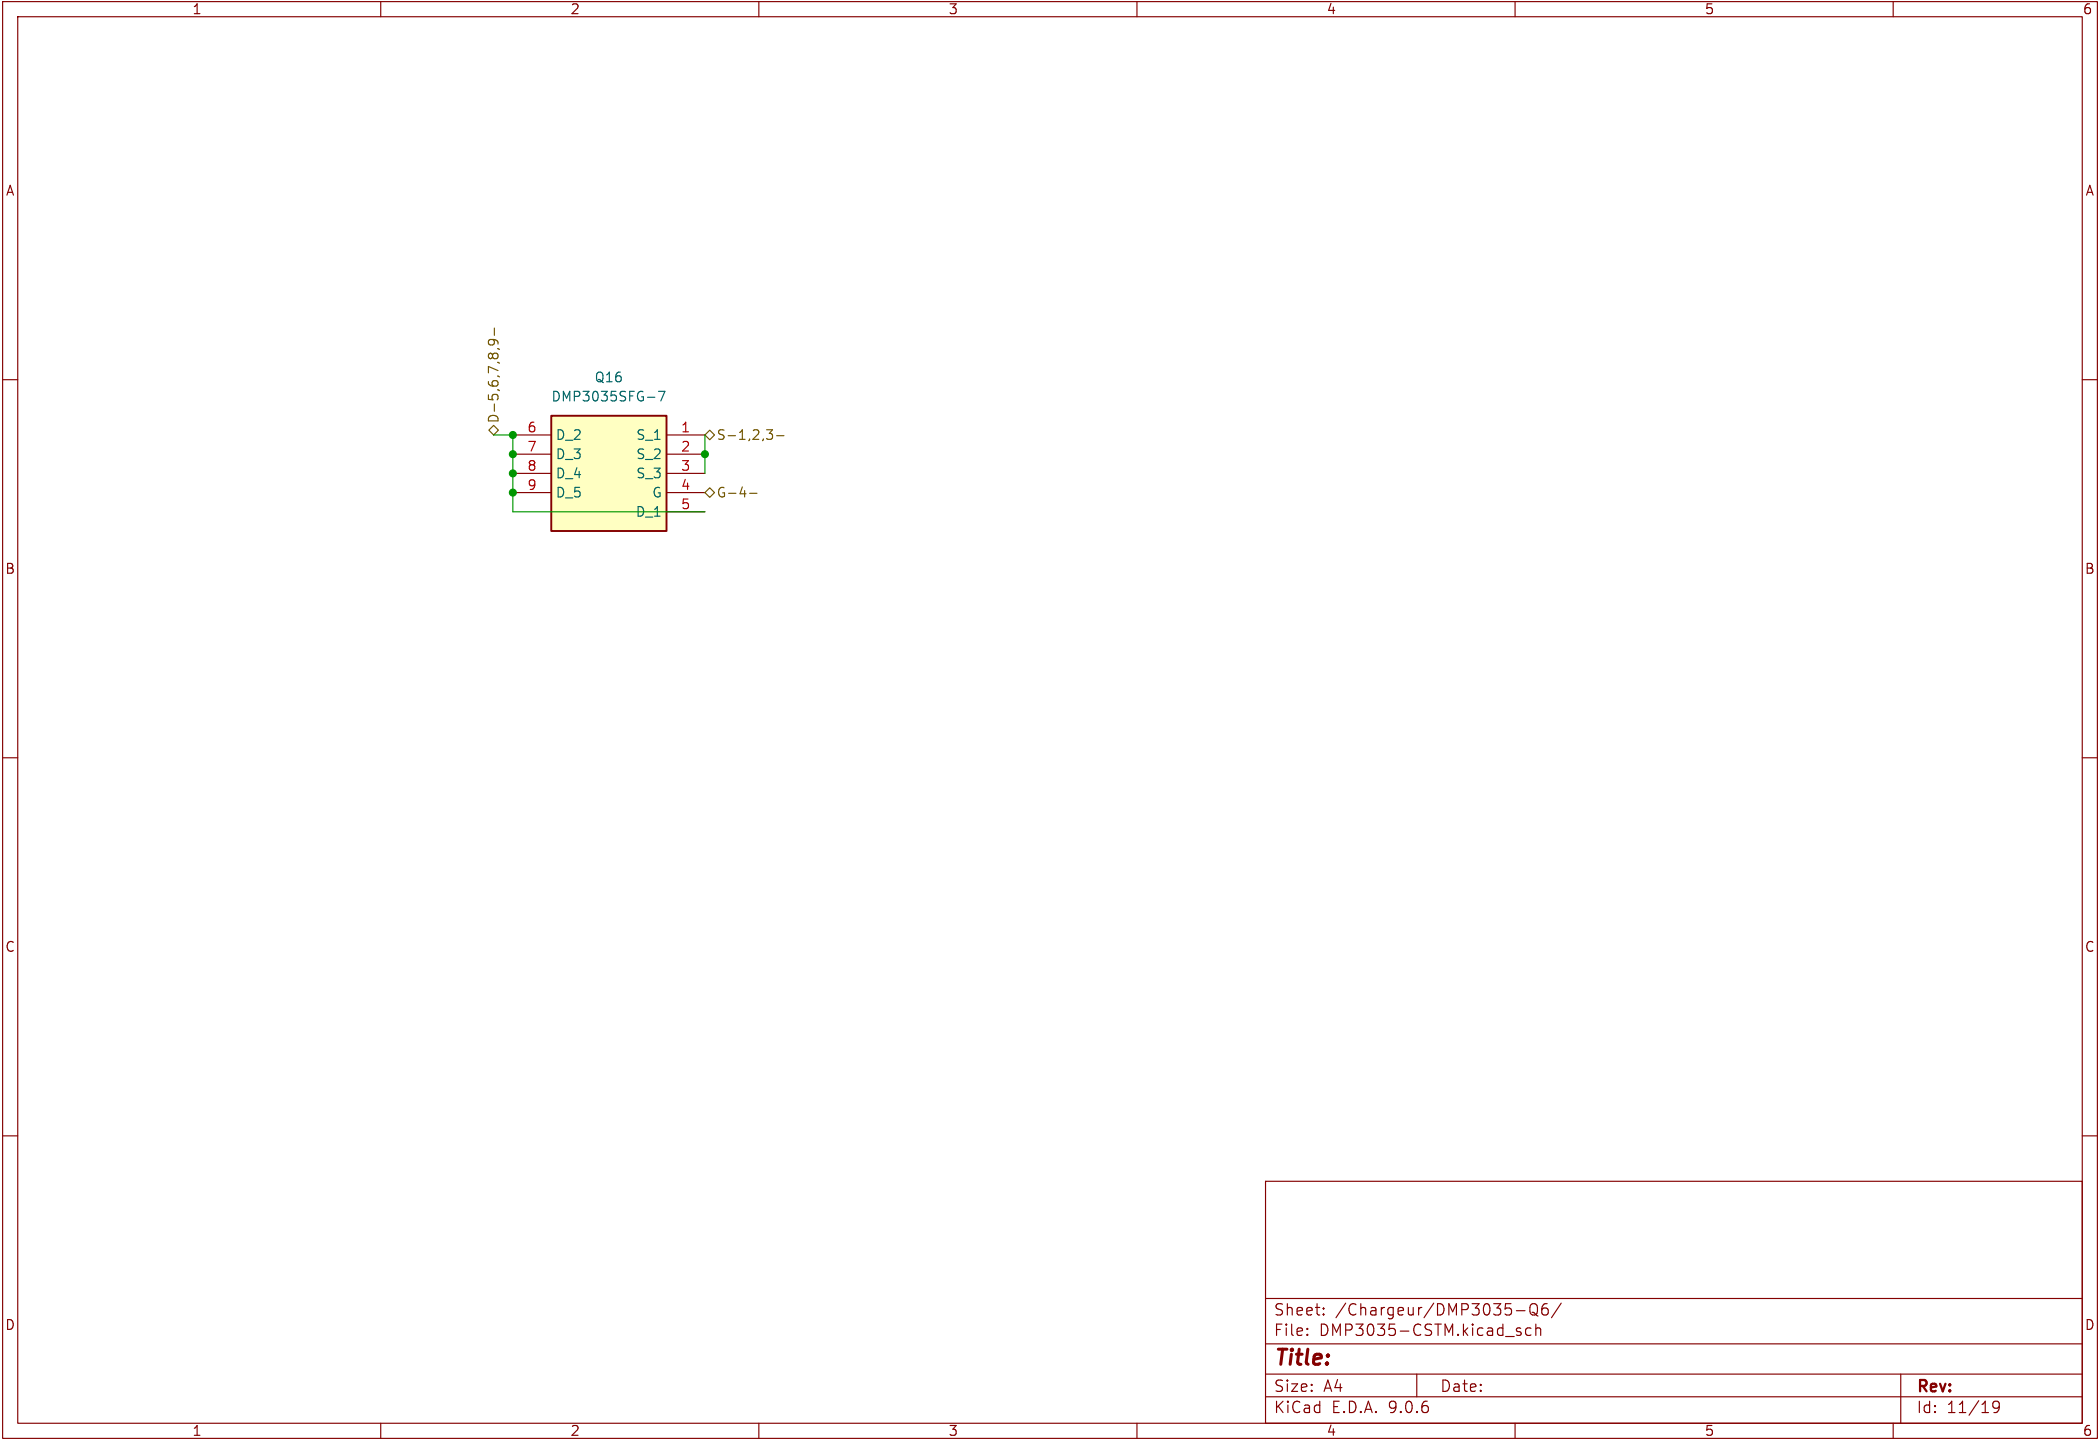 1 2 3 4 5 6
A A
D-5,6,7,8,9-
Q16
DMP3035SFG-7
6 D_2 S_1 1 S-1,2,3-
7 D_3 S_2 2
8 D_4 S_3 3
9 D_5 G 4 G-4-
D_1 5
B B
C C
Sheet: /Chargeur/DMP3035-Q6/
D D
File: DMP3035-CSTM.kicad_sch
Title:
Size: A4 Date: Rev:
KiCad E.D.A. 9.0.6 Id: 11/19
1 2 3 4 5 6